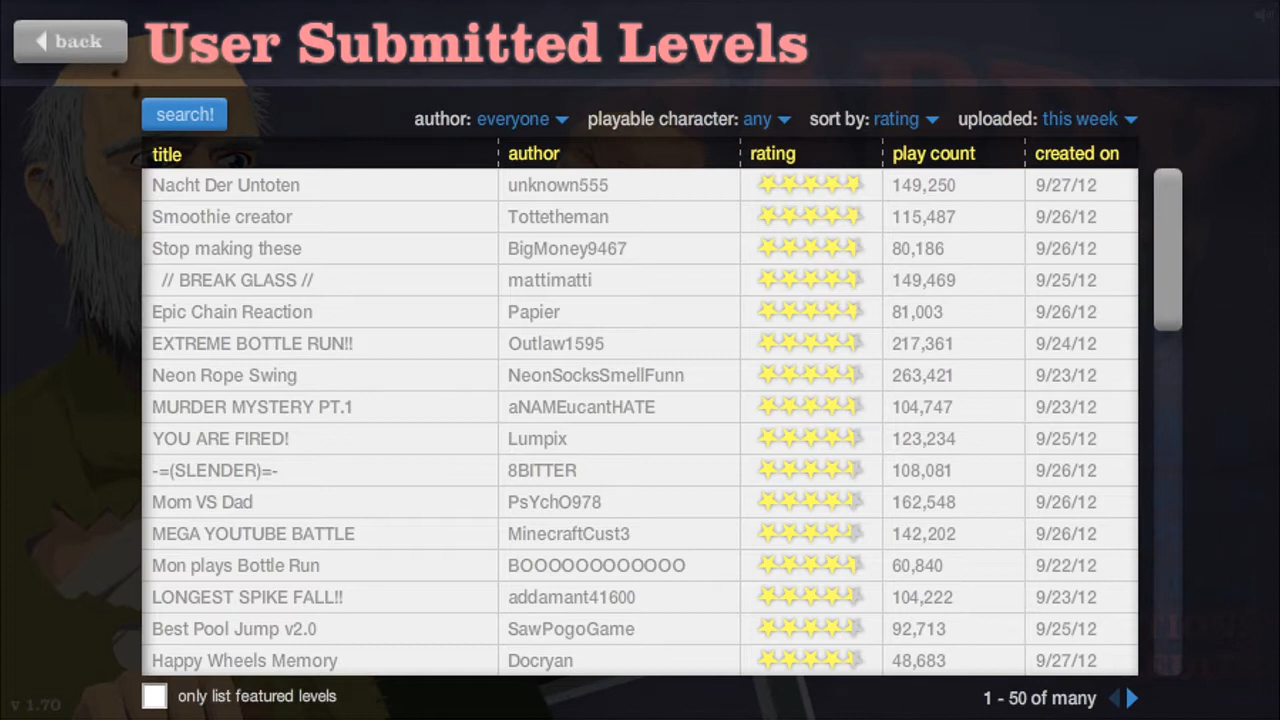 back
User Submitted Levels
search!
author: everyone playable character: any sort by: rating uploaded: this week
title author rating play count created on
Nacht Der Untoten unknown555 149,250 9/27/12
Smoothie creator Tottetheman 115,487 9/26/12
Stop making these BigMoney9467 80,186 9/26/12
// BREAK GLASS // mattimatti 149,469 9/25/12
Epic Chain Reaction Papier 81,003 9/26/12
EXTREME BOTTLE RUN!! Outlaw1595 217,361 9/24/12
Neon Rope Swing NeonSocksSmellFunn 263,421 9/23/12
MURDER MYSTERY PT.1 aNAMEucantHATE 104,747 9/23/12
YOU ARE FIRED! Lumpix 123,234 9/25/12
-=(SLENDER)=- 8BITTER 108,081 9/26/12
Mom VS Dad PsYchO978 162,548 9/26/12
MEGA YOUTUBE BATTLE MinecraftCust3 142,202 9/26/12
Mon plays Bottle Run BOOOOOOOOOOOO 60,840 9/22/12
LONGEST SPIKE FALL!! addamant41600 104,222 9/23/12
Best Pool Jump v2.0 SawPogoGame 92,713 9/25/12
Happy Wheels Memory Docryan 48,683 9/27/12
only list featured levels 1 - 50 of many
v 1.70